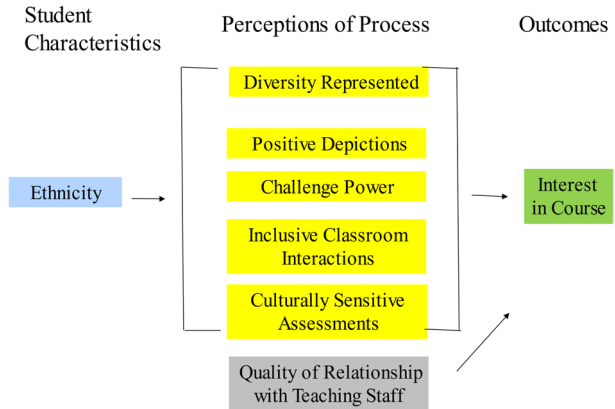 Student
Characteristics
Perceptions of Process
Outcomes
Diversity Represented
Positive Depictions
Ethnicity
Challenge Power
Interest
in Course
Inclusive Classroom
Interactions
Culturally Sensitive
Assessments
Quality of Relationship
with Teaching Staff